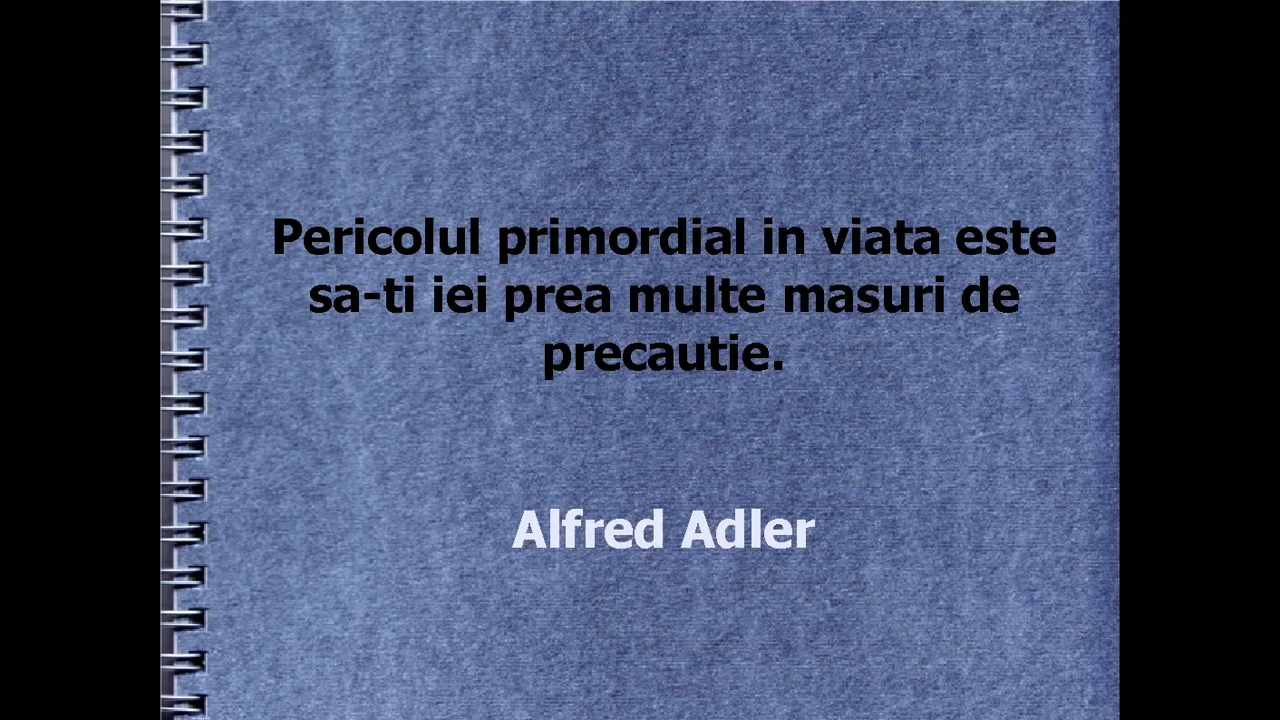 Pericolul primordial in viata este
sa-ti iei prea multe masuri de
precautie.
Alfred Adler